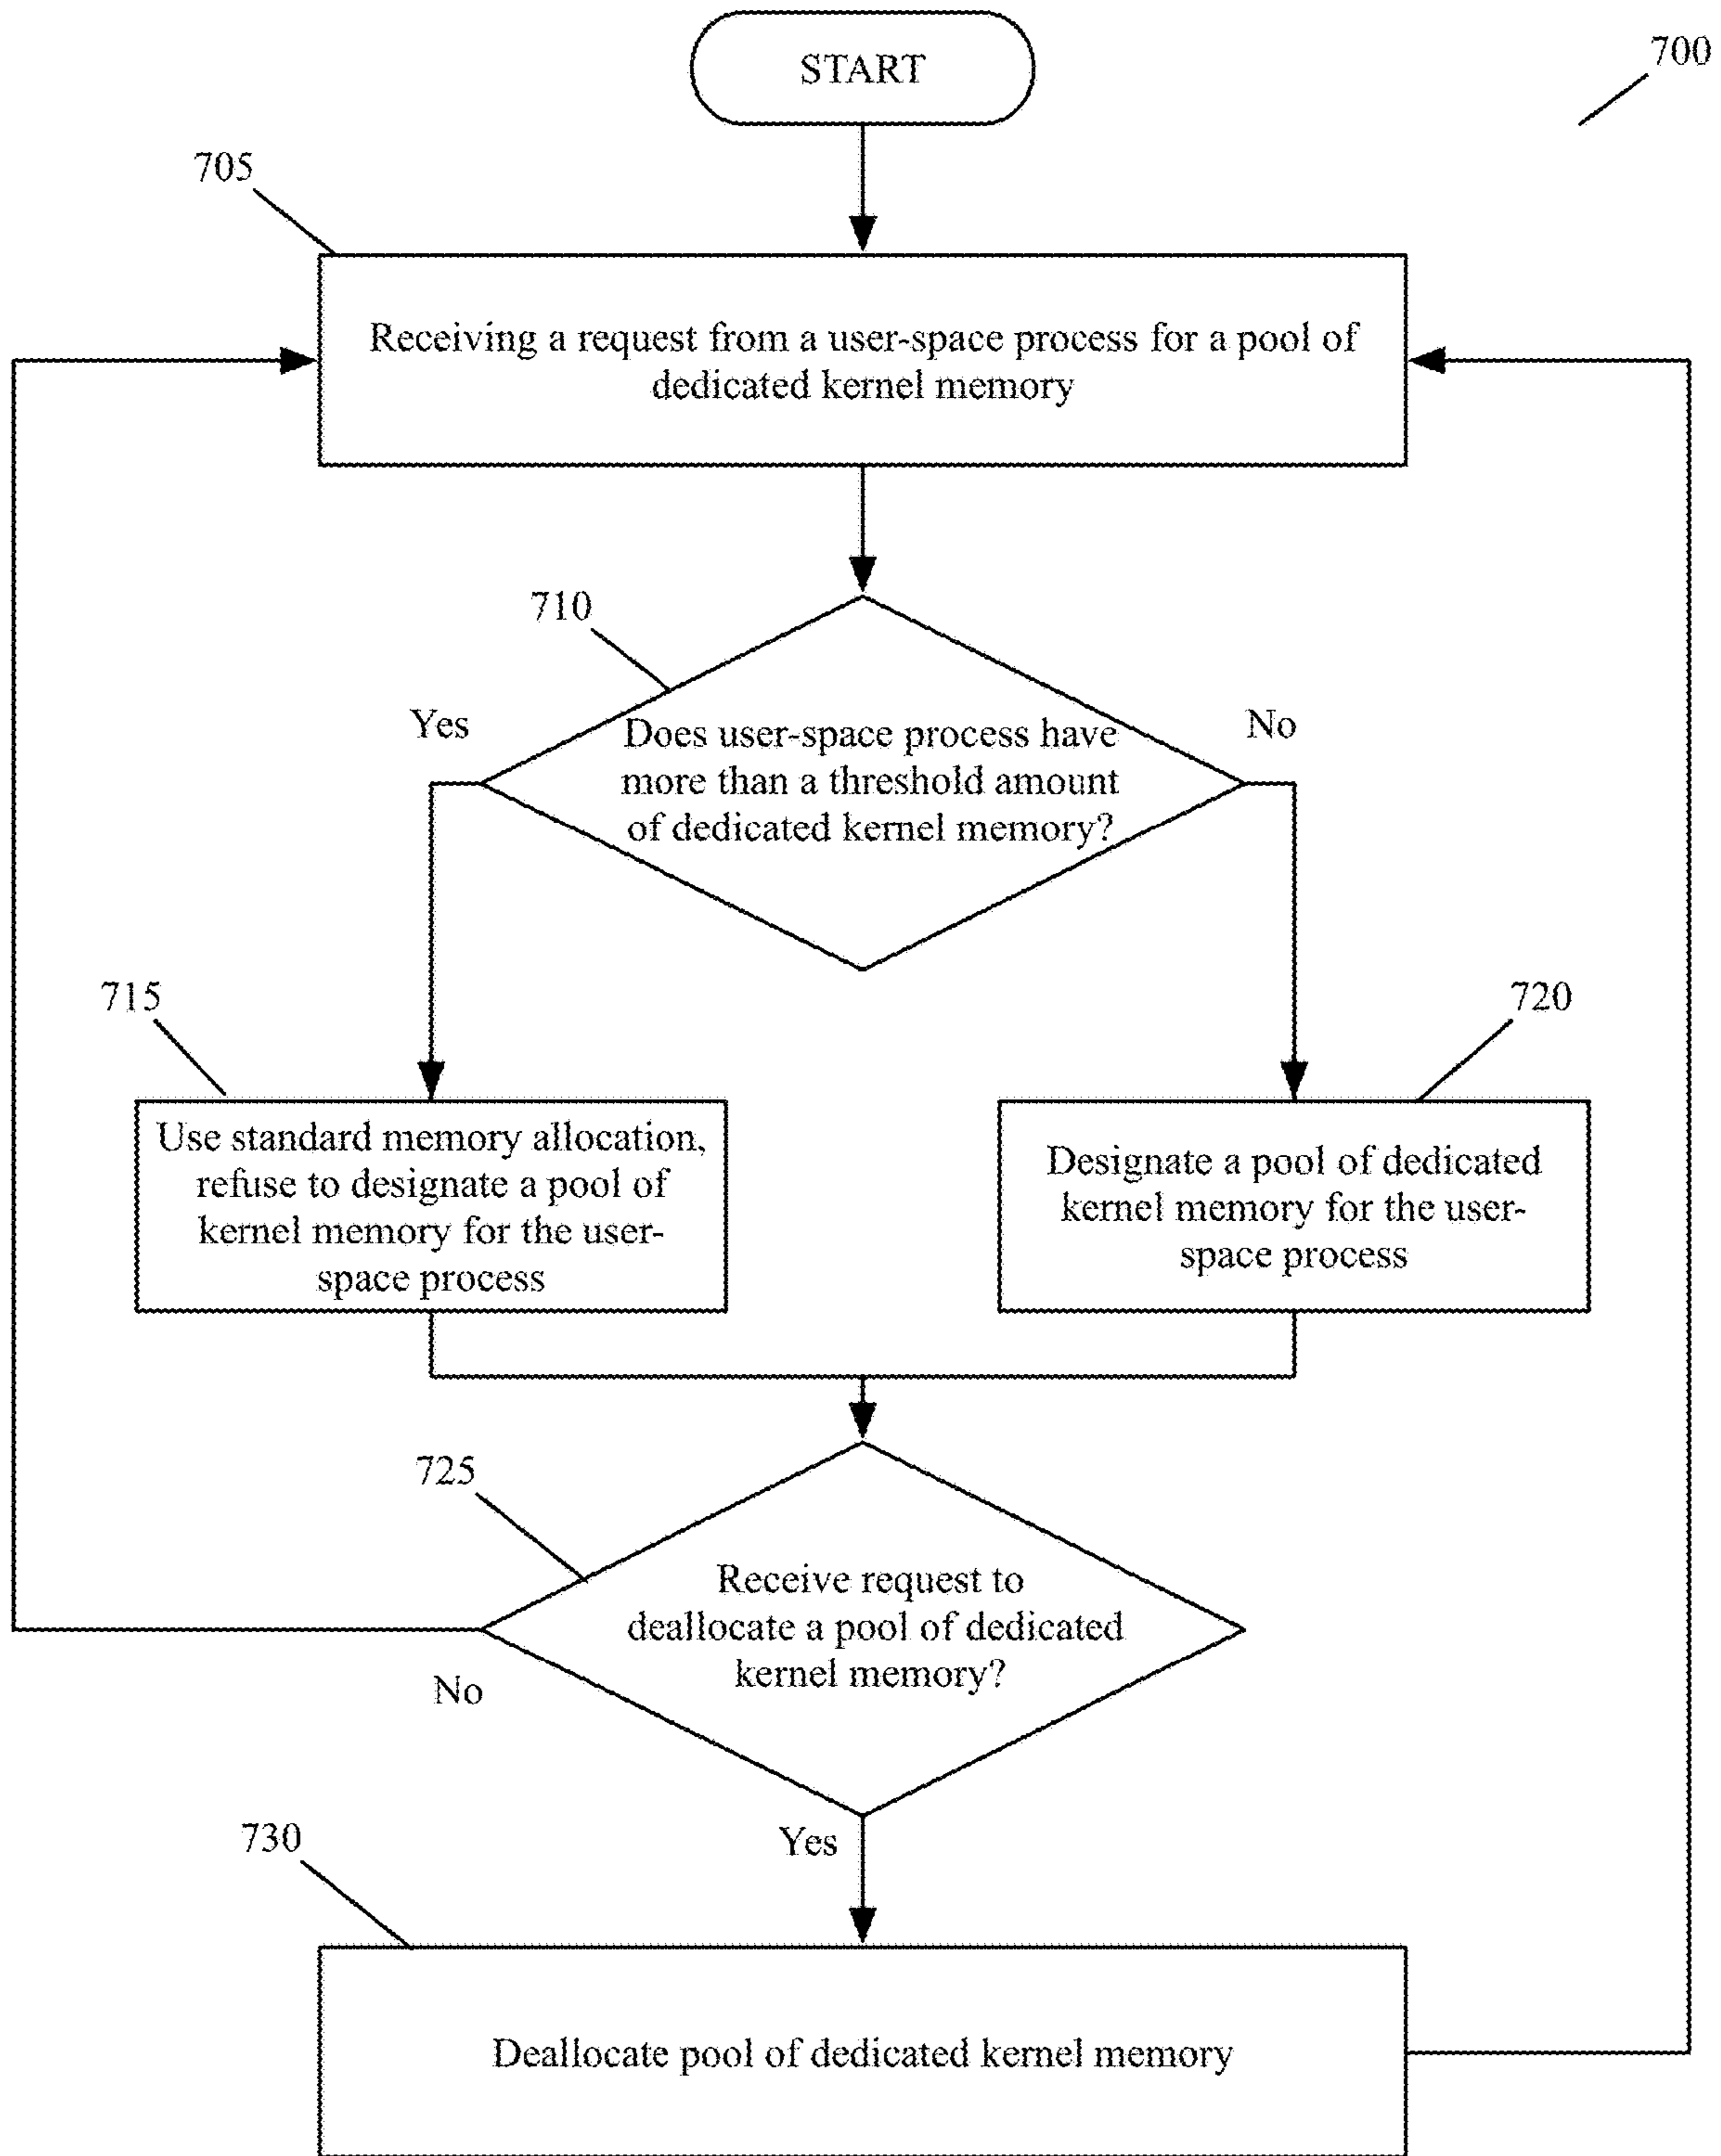 START
700
705
Receiving a request from a user-space process for a pool of
dedicated kernel memory
710
Yes
No
Does user-space process have
more than a threshold amount
of dedicated kernel memory?
715
720
Use standard memory allocation,
refuse to designate a pool of
kernel memory for the user-
space process
Designate a pool of dedicated
kernel memory for the user-
space process
725
Receive request to
deallocate a pool of dedicated
kernel memory?
No
Yes
730
Deallocate pool of dedicated kernel memory